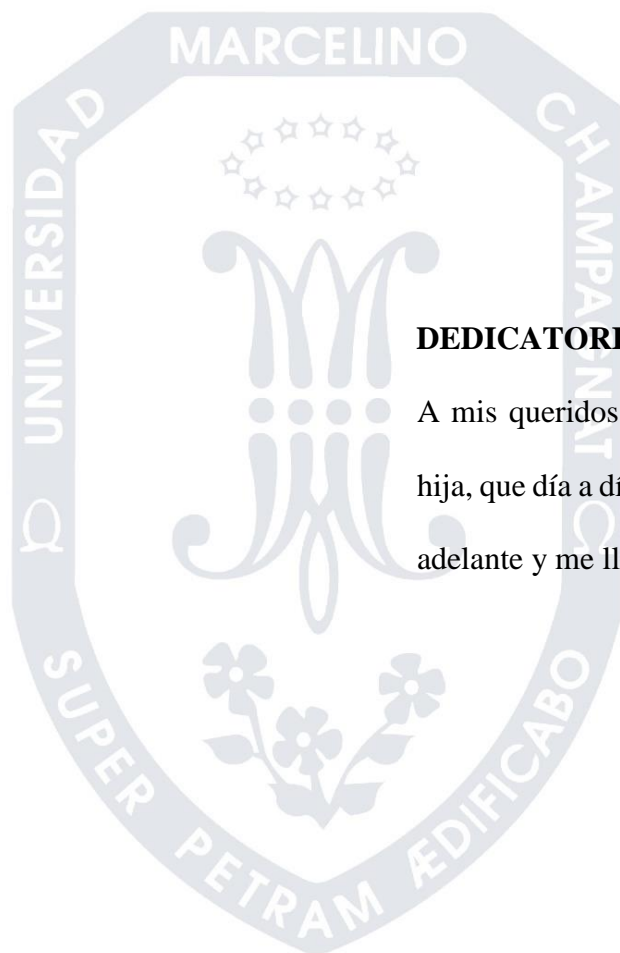 UNIVERSIDAD MARCELINO CHAMPAGNAT
DEDICATORI
A mis queridos
hija, que día a dí
adelante y me ll
SUPER PETRAM ÆDIFICABO